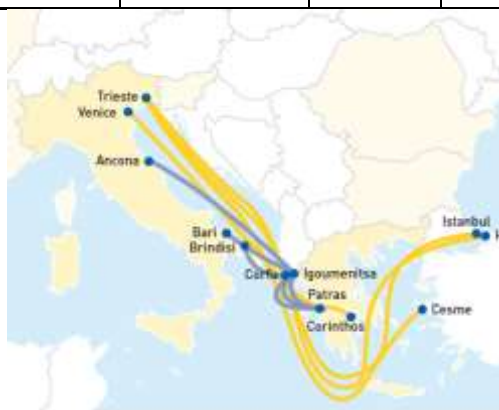 Trieste
Venice
Ancona
Bari
Brindisi
Corfu
Igoumenitsa
Patras
Corinthos
Istanbul
Cesme